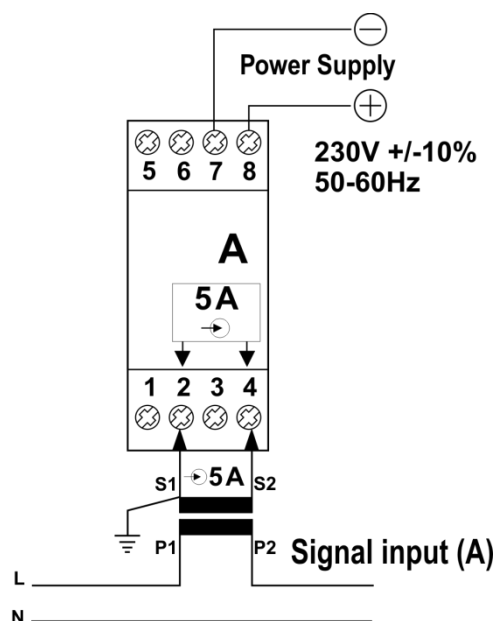 Power Supply
230V +/-10%
50-60Hz
5 6 7 8
A
5A
1 2 3 4
S1 5A S2
P1 P2 Signal input (A)
L
N